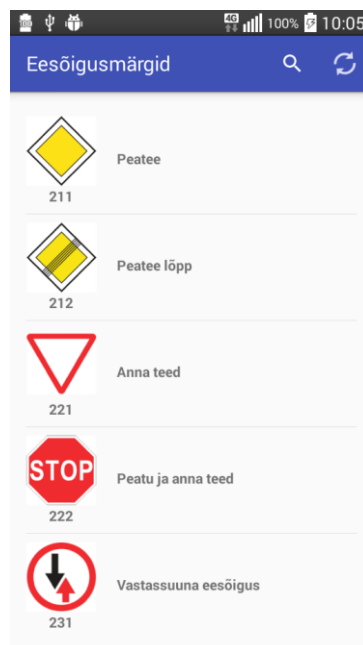 4G 100% 10:05
Eesõigusmärgid
Peatee
211
Peatee lõpp
212
Anna teed
221
STOP
Peatu ja anna teed
222
Vastassuuna eesõigus
231